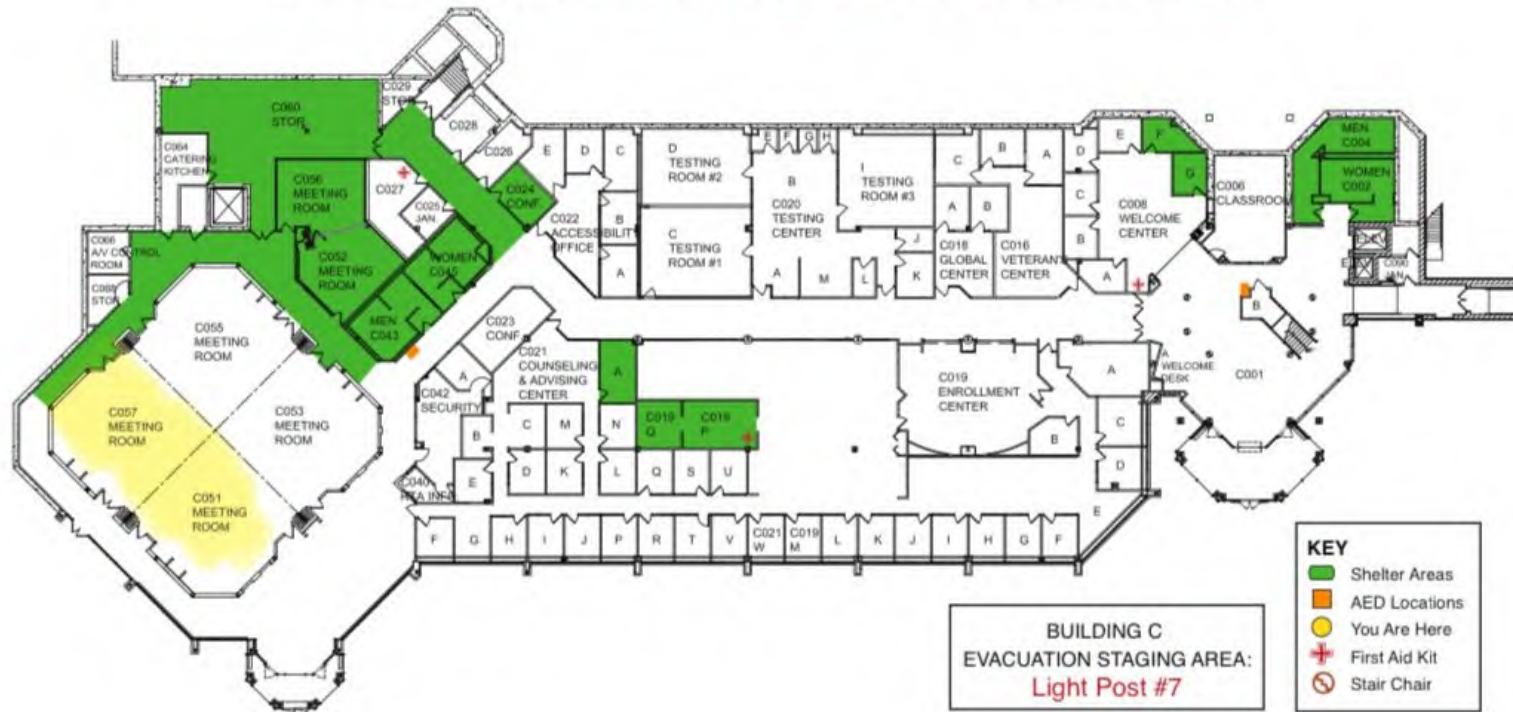 C060
STOR
C029
STOR
C064
CATERING
KITCHEN
C028
C026
C056
MEETING
ROOM
C027
C025
JAN
C024
CONF
C066
A/V CONTROL
ROOM
C052
MEETING
ROOM
WOMEN
C045
MEN
C043
STOR
C055
MEETING
ROOM
C057
MEETING
ROOM
C053
MEETING
ROOM
C051
MEETING
ROOM
E
D
C
C022
ACCESSIBILITY
OFFICE
B
A
D
TESTING
ROOM #2
C
TESTING
ROOM #1
E
F
G
H
B
C020
TESTING
CENTER
A
M
L
I
TESTING
ROOM #3
J
K
C
B
A
A
B
C018
GLOBAL
CENTER
C016
VETERANT
CENTER
D
C
B
A
E
F
G
C008
WELCOME
CENTER
C006
CLASSROOM
MEN
C004
WOMEN
C002
C090
JAN
B
A
WELCOME
DESK
C001
C023
CONF
C021
COUNSELING
& ADVISING
CENTER
A
C042
SECURITY
A
B
E
C040
C
M
D
K
N
L
C019
Q
C019
P
Q
S
U
C019
ENROLLMENT
CENTER
A
B
C
D
E
F
G
H
I
J
P
R
T
V
C021
W
C019
M
L
K
J
I
H
G
F
BUILDING C
EVACUATION STAGING AREA:
Light Post #7
KEY
Shelter Areas
AED Locations
You Are Here
First Aid Kit
Stair Chair